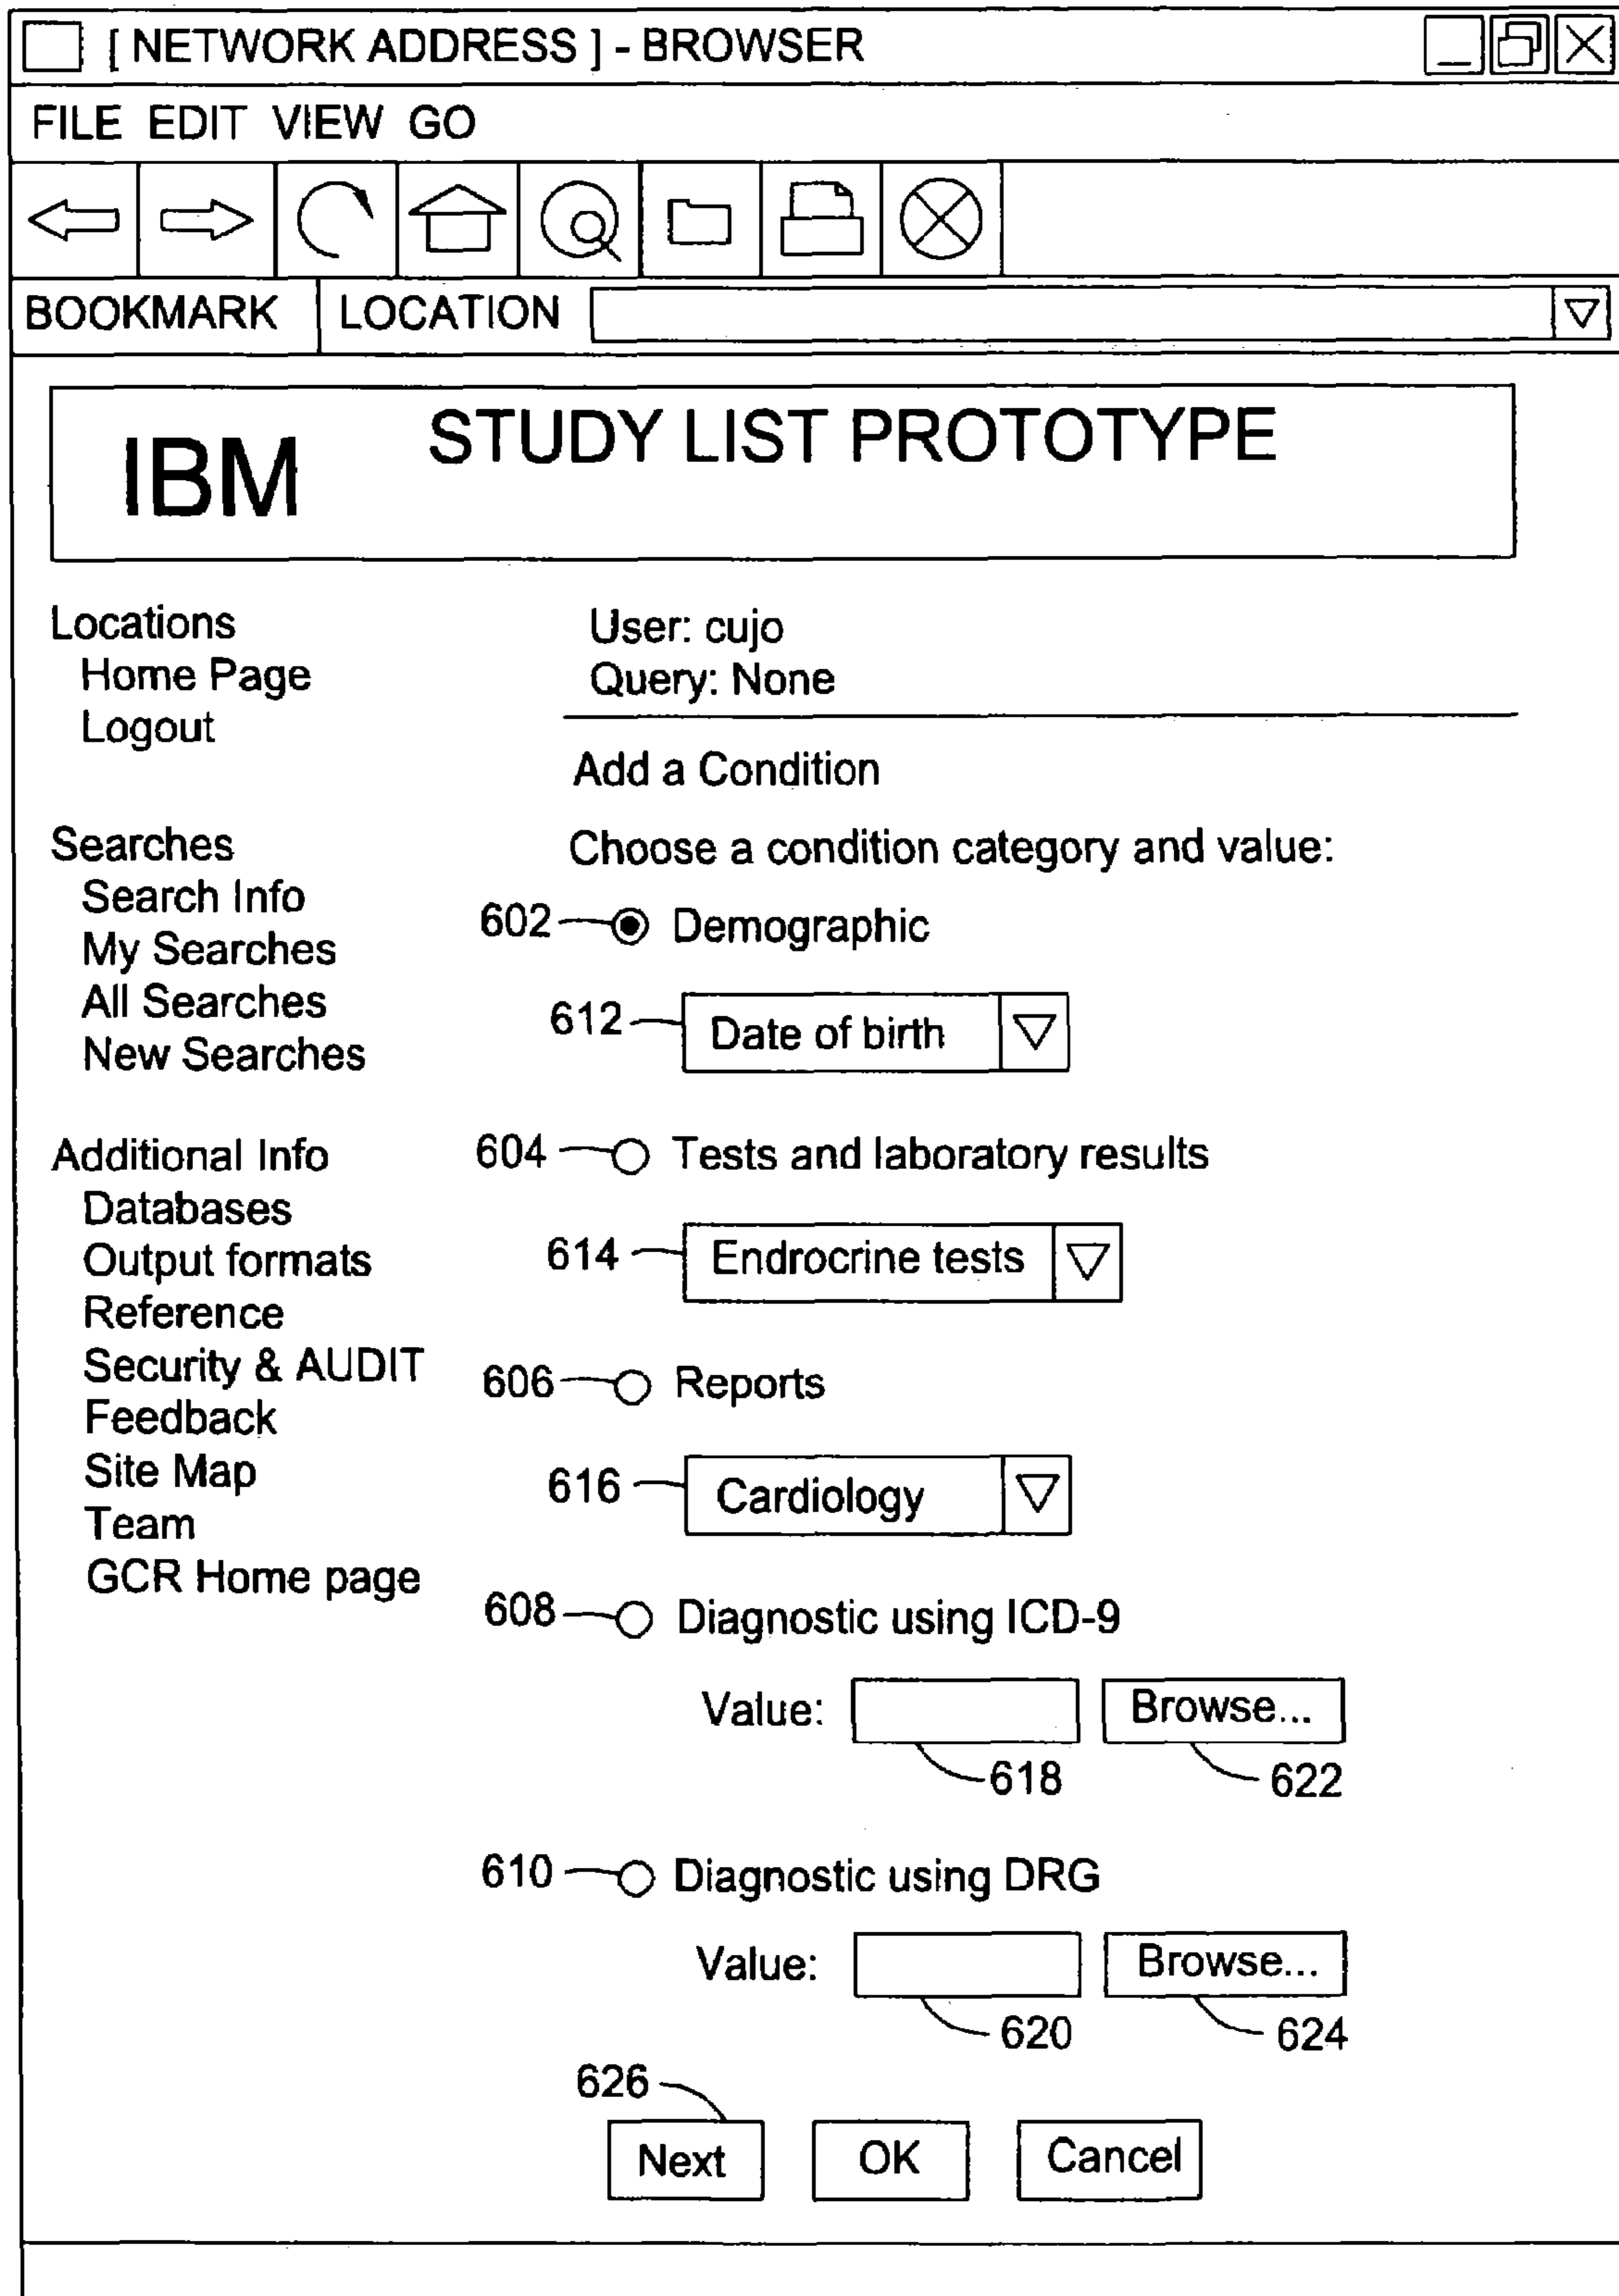 [ NETWORK ADDRESS ] - BROWSER
FILE EDIT VIEW GO
BOOKMARK LOCATION
IBM STUDY LIST PROTOTYPE
Locations
Home Page
Logout
Searches
Search Info
My Searches
All Searches
New Searches
Additional Info
Databases
Output formats
Reference
Security & AUDIT
Feedback
Site Map
Team
GCR Home page
User: cujo
Query: None
Add a Condition
Choose a condition category and value:
602 Demographic
612 Date of birth
604 Tests and laboratory results
614 Endrocrine tests
606 Reports
616 Cardiology
608 Diagnostic using ICD-9
Value: Browse...
618 622
610 Diagnostic using DRG
Value: Browse...
620 624
626
Next OK Cancel